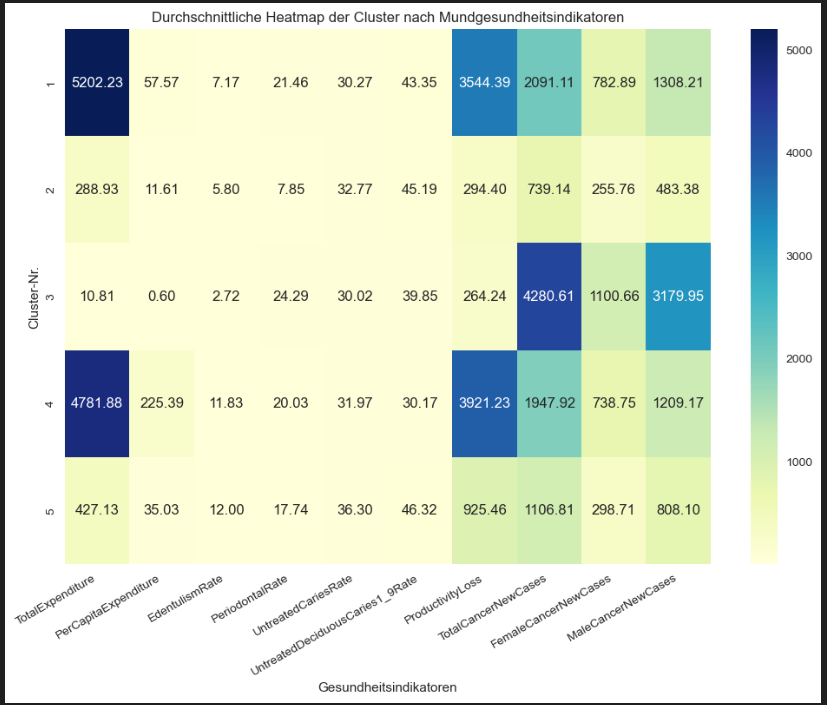 Durchschnittliche Heatmap der Cluster nach Mundgesundheitsindikatoren
1 5202.23 57.57 7.17 21.46 30.27 43.35 3544.39 2091.11 782.89 1308.21
2 288.93 11.61 5.80 7.85 32.77 45.19 294.40 739.14 255.76 483.38
3 10.81 0.60 2.72 24.29 30.02 39.85 264.24 4280.61 1100.66 3179.95
4 4781.88 225.39 11.83 20.03 31.97 30.17 3921.23 1947.92 738.75 1209.17
5 427.13 35.03 12.00 17.74 36.30 46.32 925.46 1106.81 298.71 808.10
Cluster-Nr.
TotalExpenditure
PerCapitaExpenditure
EdentulismRate
PeriodontalRate
UntreatedCariesRate
UntreatedDeciduousCaries1_9Rate
ProductivityLoss
TotalCancerNewCases
FemaleCancerNewCases
MaleCancerNewCases
Gesundheitsindikatoren
5000
4000
3000
2000
1000